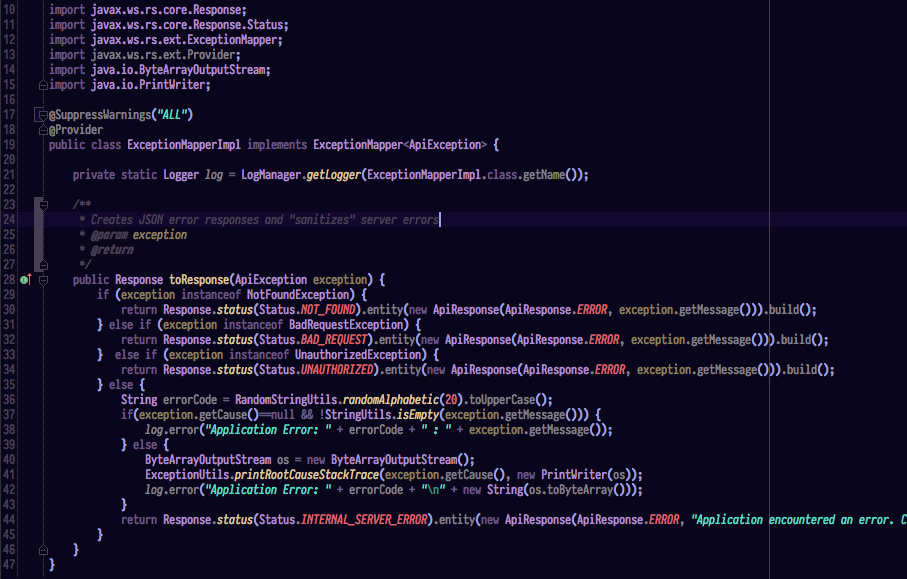 10 import javax.ws.rs.core.Response;
11 import javax.ws.rs.core.Response.Status;
12 import javax.ws.rs.ext.ExceptionMapper;
13 import javax.ws.rs.ext.Provider;
14 import java.io.ByteArrayOutputStream;
15 import java.io.PrintWriter;
16
17 @SuppressWarnings("ALL")
18 @Provider
19 public class ExceptionMapperImpl implements ExceptionMapper<ApiException> {
20
21     private static Logger log = LogManager.getLogger(ExceptionMapperImpl.class.getName());
22
23     /**
24      * Creates JSON error responses and "sanitizes" server errors
25      * @param exception
26      * @return
27      */
28     public Response toResponse(ApiException exception) {
29         if (exception instanceof NotFoundException) {
30             return Response.status(Status.NOT_FOUND).entity(new ApiResponse(ApiResponse.ERROR, exception.getMessage())).build();
31         } else if (exception instanceof BadRequestException) {
32             return Response.status(Status.BAD_REQUEST).entity(new ApiResponse(ApiResponse.ERROR, exception.getMessage())).build();
33         }  else if (exception instanceof UnauthorizedException) {
34             return Response.status(Status.UNAUTHORIZED).entity(new ApiResponse(ApiResponse.ERROR, exception.getMessage())).build();
35         } else {
36             String errorCode = RandomStringUtils.randomAlphabetic(20).toUpperCase();
37             if(exception.getCause()==null && !StringUtils.isEmpty(exception.getMessage())) {
38                 log.error("Application Error: " + errorCode + " : " + exception.getMessage());
39             } else {
40                 ByteArrayOutputStream os = new ByteArrayOutputStream();
41                 ExceptionUtils.printRootCauseStackTrace(exception.getCause(), new PrintWriter(os));
42                 log.error("Application Error: " + errorCode + "\n" + new String(os.toByteArray()));
43             }
44             return Response.status(Status.INTERNAL_SERVER_ERROR).entity(new ApiResponse(ApiResponse.ERROR, "Application encountered an error. C
45         }
46     }
47 }